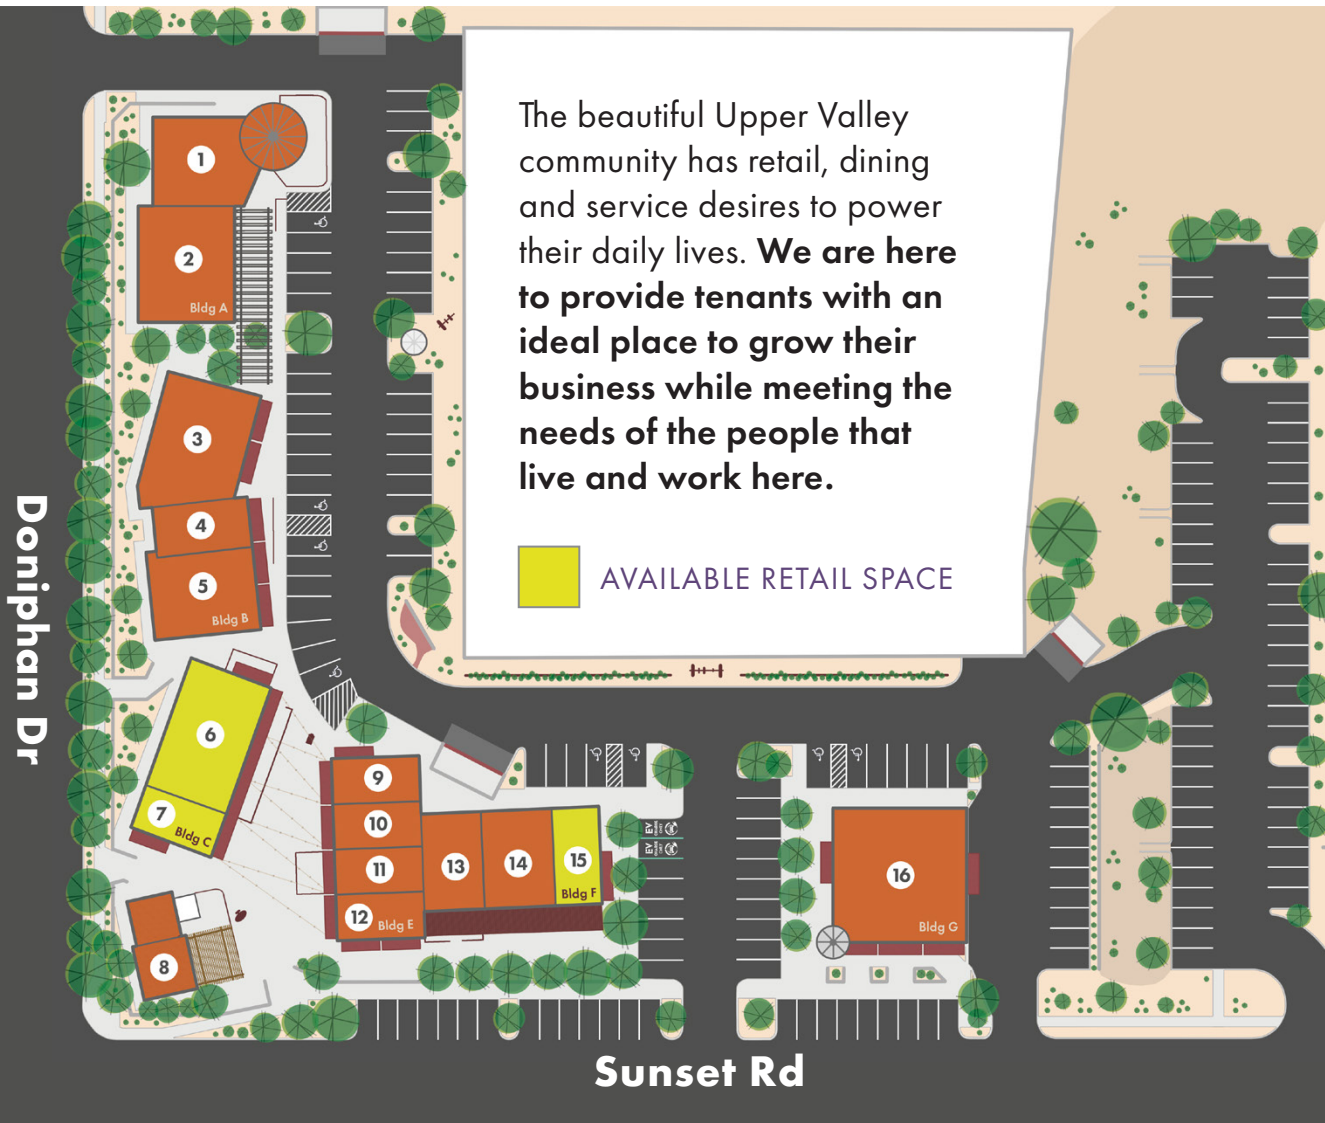 The beautiful Upper Valley
community has retail, dining
and service desires to power
their daily lives. We are here
to provide tenants with an
ideal place to grow their
business while meeting the
needs of the people that
live and work here.
AVAILABLE RETAIL SPACE
1
2
Bldg A
3
4
5
Bldg B
6
7
Bldg C
8
9
10
11
12
Bldg E
13
14
15
Bldg F
EV
EV
16
Bldg G
Doniphan Dr
Sunset Rd